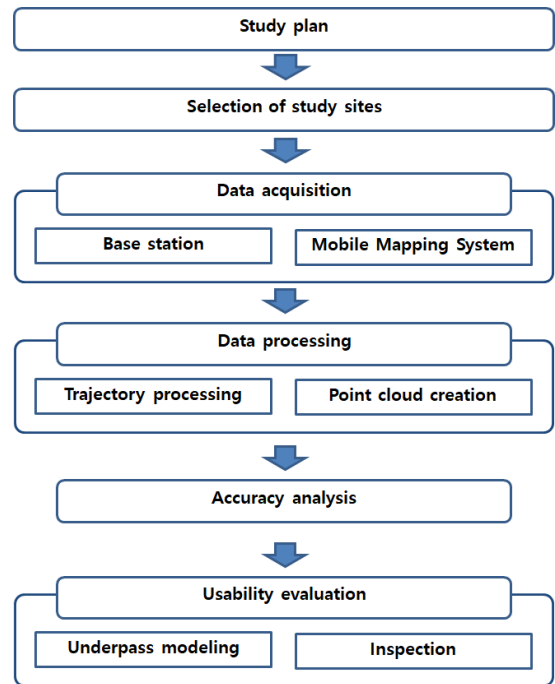 Study plan
Selection of study sites
Data acquisition
Base station
Mobile Mapping System
Data processing
Trajectory processing
Point cloud creation
Accuracy analysis
Usability evaluation
Underpass modeling
Inspection